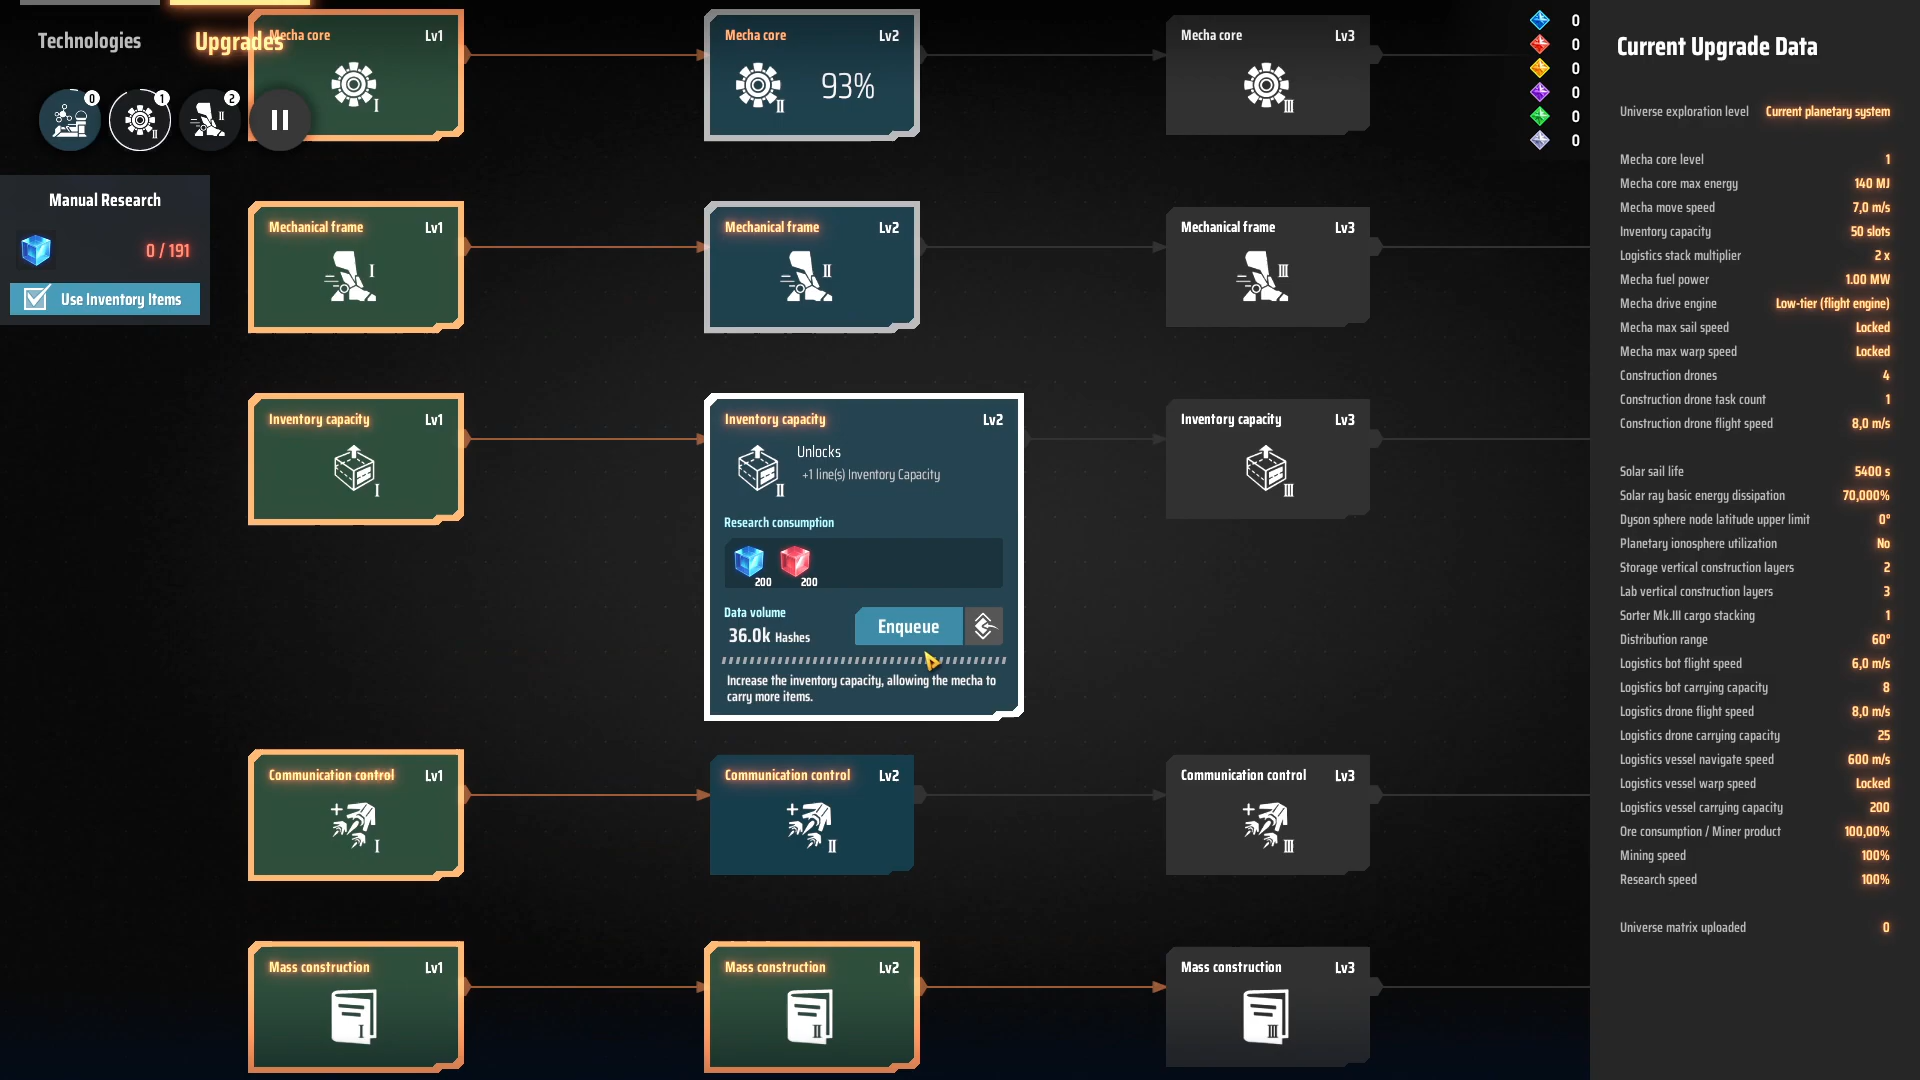 Technologies
Upgrades
0
1
II
2
II
Manual Research
0 / 191
Use Inventory Items
Mecha core Lv1
I
Mecha core Lv2
II
93%
Mecha core Lv3
III
Mechanical frame Lv1
I
Mechanical frame Lv2
II
Mechanical frame Lv3
III
Inventory capacity Lv1
I
Inventory capacity Lv2
Unlocks
+1 line(s) Inventory Capacity
II
Research consumption
200 200
Data volume
36.0k Hashes
Enqueue
Increase the inventory capacity, allowing the mecha to
carry more items.
Inventory capacity Lv3
III
Communication control Lv1
I
Communication control Lv2
II
Communication control Lv3
III
Mass construction Lv1
I
Mass construction Lv2
II
Mass construction Lv3
III
0
0
0
0
0
0
Current Upgrade Data
Universe exploration level Current planetary system
Mecha core level 1
Mecha core max energy 140 MJ
Mecha move speed 7,0 m/s
Inventory capacity 50 slots
Logistics stack multiplier 2 x
Mecha fuel power 1.00 MW
Mecha drive engine Low-tier (flight engine)
Mecha max sail speed Locked
Mecha max warp speed Locked
Construction drones 4
Construction drone task count 1
Construction drone flight speed 8,0 m/s
Solar sail life 5400 s
Solar ray basic energy dissipation 70,000%
Dyson sphere node latitude upper limit 0°
Planetary ionosphere utilization No
Storage vertical construction layers 2
Lab vertical construction layers 3
Sorter Mk.III cargo stacking 1
Distribution range 60°
Logistics bot flight speed 6,0 m/s
Logistics bot carrying capacity 8
Logistics drone flight speed 8,0 m/s
Logistics drone carrying capacity 25
Logistics vessel navigate speed 600 m/s
Logistics vessel warp speed Locked
Logistics vessel carrying capacity 200
Ore consumption / Miner product 100,00%
Mining speed 100%
Research speed 100%
Universe matrix uploaded 0